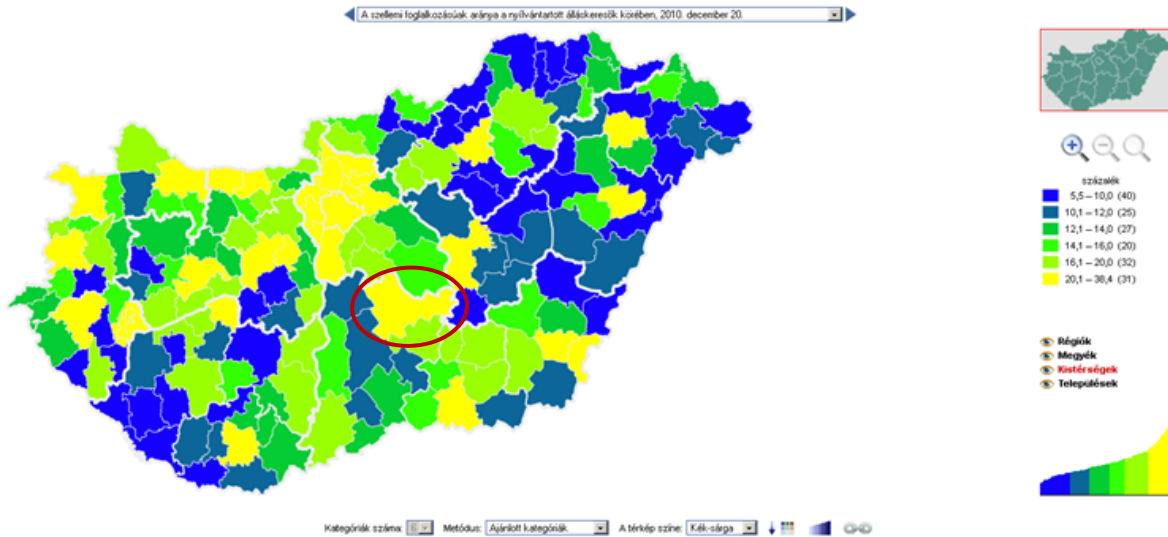 A szellemi foglalkozásúak aránya a nyilvántartott álláskeresők körében, 2010. december 20.
százalék
5,5 – 10,0 (40)
10,1 – 12,0 (25)
12,1 – 14,0 (27)
14,1 – 16,0 (20)
16,1 – 20,0 (32)
20,1 – 38,4 (31)
Régiók
Megyék
Kistérségek
Települések
Kategóriák száma: 6 Metódus: Ajánlott kategóriák A térkép színe: Kék-sárga